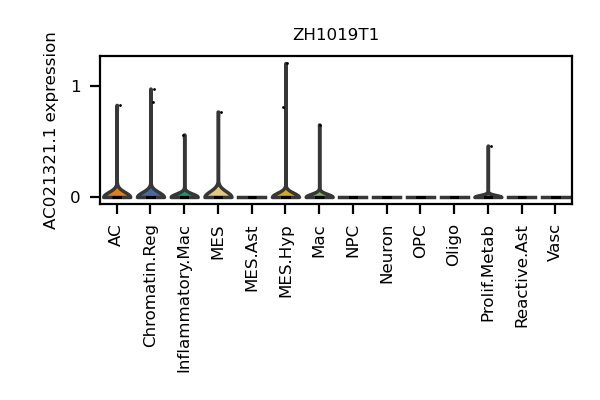 ZH1019T1
AC021321.1 expression
1
0
AC
Chromatin.Reg
Inflammatory.Mac
MES
MES.Ast
MES.Hyp
Mac
NPC
Neuron
OPC
Oligo
Prolif.Metab
Reactive.Ast
Vasc